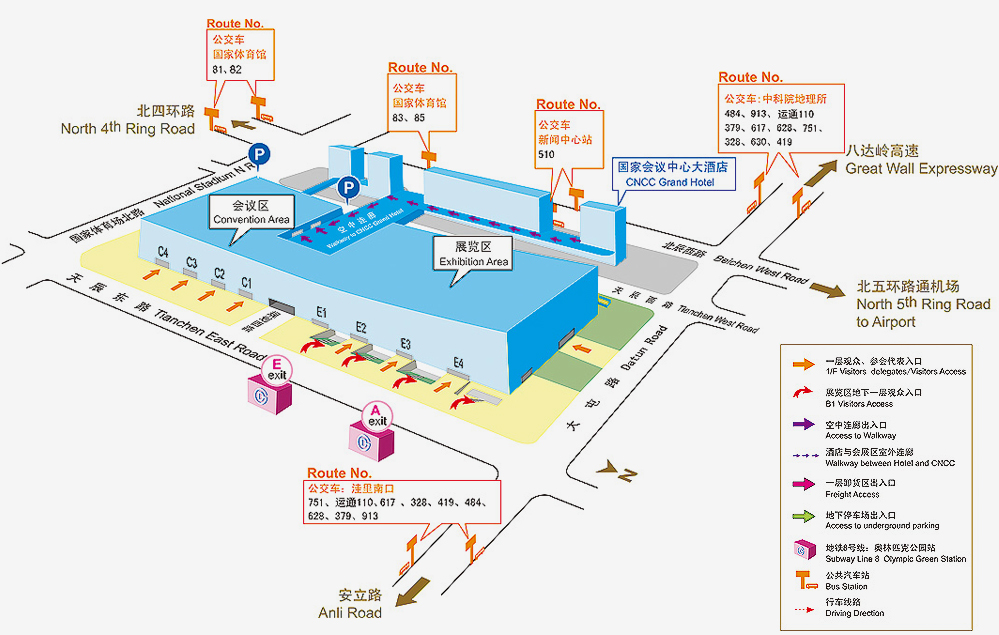 Route No.
公交车
国家体育馆
81、82
Route No.
公交车
国家体育馆
83、85
Route No.
公交车
新闻中心站
510
Route No.
公交车：中科院地理所
484、913、运通110
379、617、628、751、
328、630、419
北四环路
North 4th Ring Road
八达岭高速
Great Wall Expressway
国家会议中心大酒店
CNCC Grand Hotel
P
P
国家体育场北路 National Stadium N R
会议区
Convention Area
空中连廊
Walkway to CNCC Grand Hotel
展览区
Exhibition Area
北辰西路 Beichen West Road
天辰西路 Tianchen West Road
北五环路通机场
North 5th Ring Road
to Airport
C4
C3
C2
C1
E1
E2
E3
E4
天辰东路 Tianchen East Road
大屯路 Datun Road
E
exit
A
exit
N
Route No.
公交车：洼里南口
751、运通110、617 、328、419、484、
628、379、913
安立路
Anli Road
一层观众、参会代表入口
1/F Visitors delegates/Visitors Access
展览区地下一层观众入口
B1 Visitors Access
空中连廊出入口
Access to Walkway
酒店与会展区室外连廊
Walkway between Hotel and CNCC
一层卸货区出入口
Freight Access
地下停车场出入口
Access to underground parking
地铁8号线：奥林匹克公园站
Subway Line 8 Olympic Green Station
公共汽车站
Bus Station
行车线路
Driving Direction